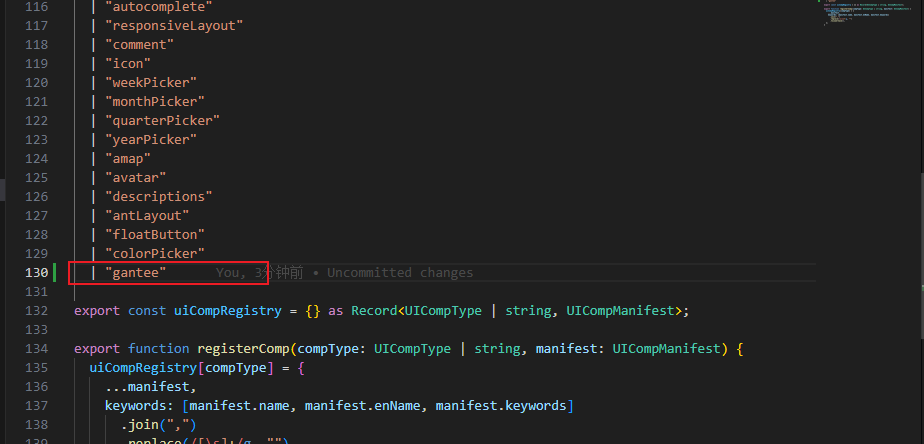 116 | "autocomplete"
117 | "responsiveLayout"
118 | "comment"
119 | "icon"
120 | "weekPicker"
121 | "monthPicker"
122 | "quarterPicker"
123 | "yearPicker"
124 | "amap"
125 | "avatar"
126 | "descriptions"
127 | "antLayout"
128 | "floatButton"
129 | "colorPicker"
130 | "gantee" You, 3分钟前 • Uncommitted changes
131
132 export const uiCompRegistry = {} as Record<UICompType | string, UICompManifest>;
133
134 export function registerComp(compType: UICompType | string, manifest: UICompManifest) {
135 uiCompRegistry[compType] = {
136 ...manifest,
137 keywords: [manifest.name, manifest.enName, manifest.keywords]
138 .join(",")
139